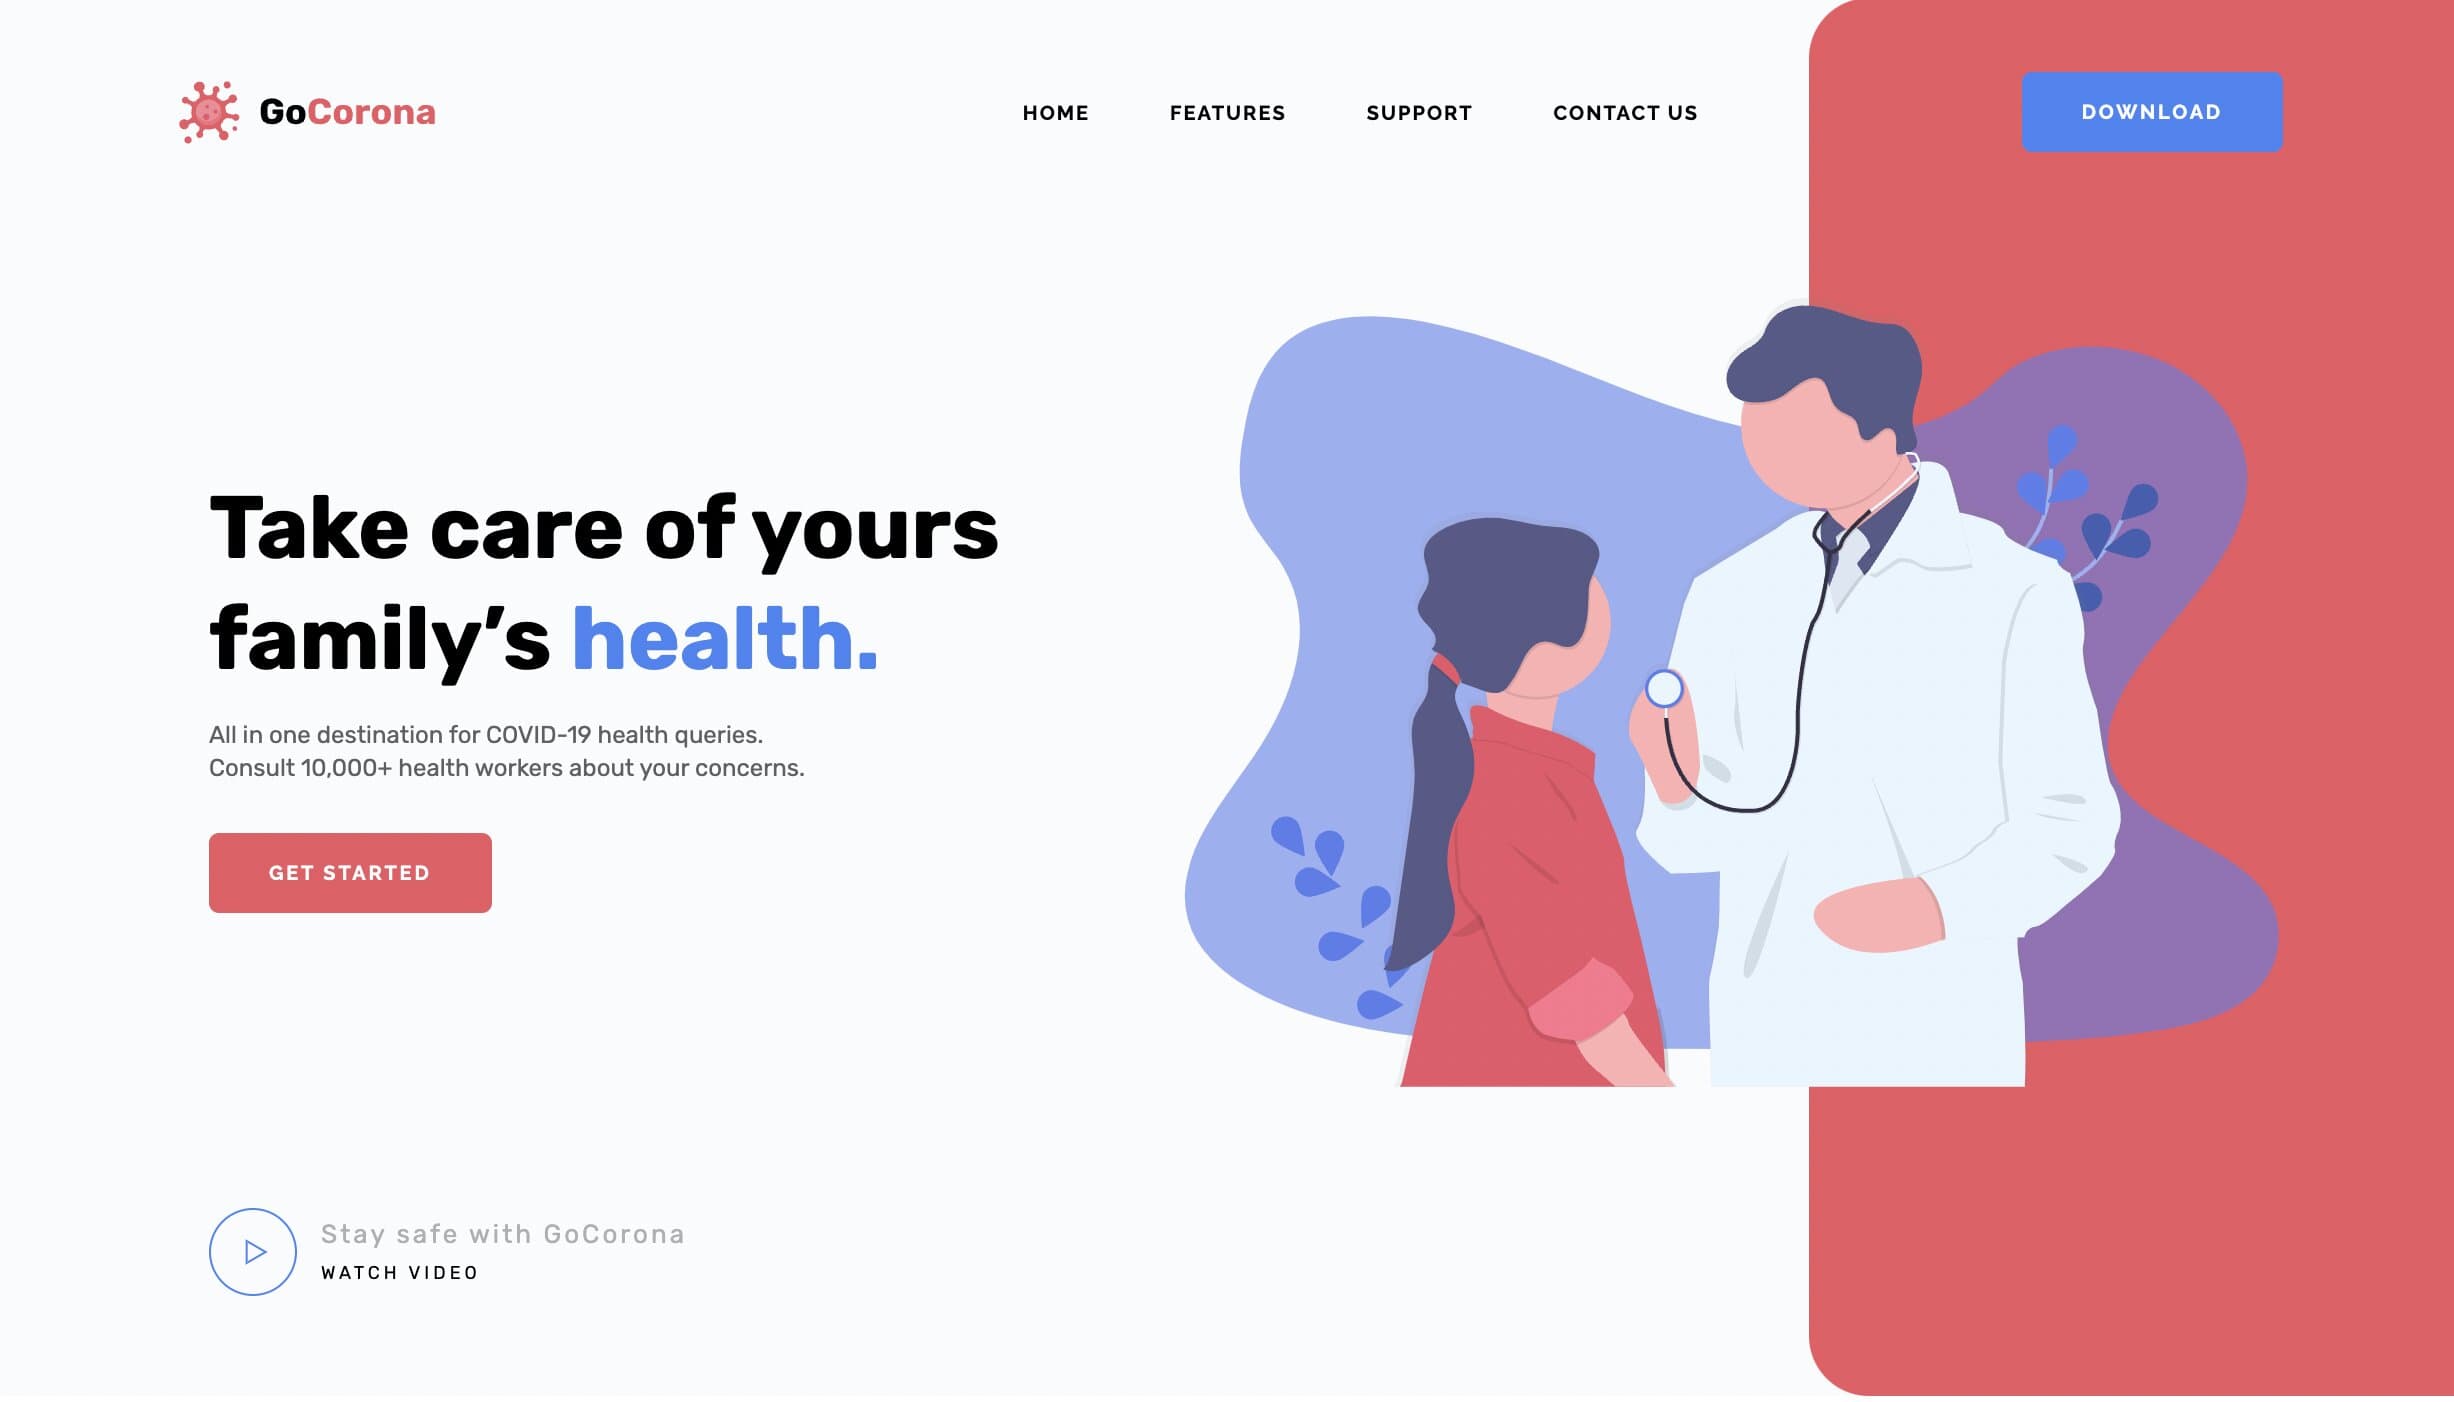 GoCorona
HOME
FEATURES
SUPPORT
CONTACT US
DOWNLOAD
Take care of yours
family’s health.
All in one destination for COVID-19 health queries.
Consult 10,000+ health workers about your concerns.
GET STARTED
Stay safe with GoCorona
WATCH VIDEO